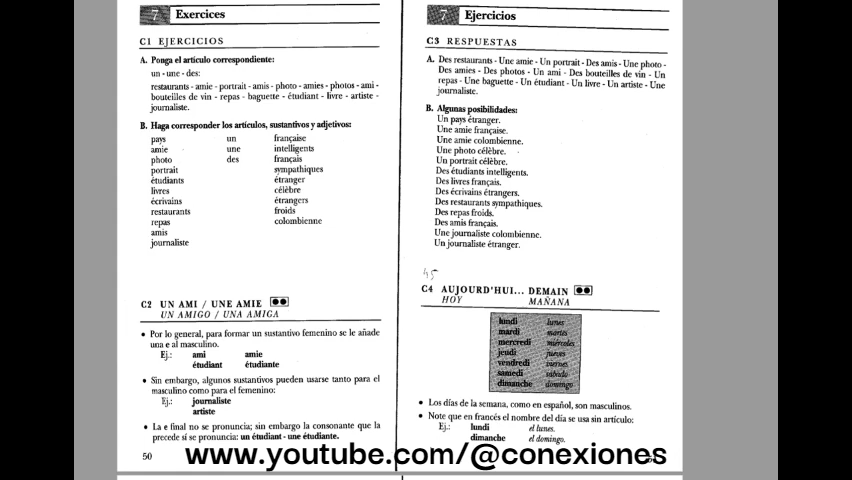 7 Exercices
C1 EJERCICIOS
A. Ponga el artículo correspondiente:
un - une - des:
restaurants - amie - portrait - amis - photo - amies - photos - ami -
bouteilles de vin - repas - baguette - étudiant - livre - artiste -
journaliste.
B. Haga corresponder los artículos, sustantivos y adjetivos:
pays un française
amie une intelligents
photo des français
portrait sympathiques
étudiants étranger
livres célèbre
écrivains étrangers
restaurants froids
repas colombienne
amis
journaliste
C2 UN AMI / UNE AMIE
UN AMIGO / UNA AMIGA
• Por lo general, para formar un sustantivo femenino se le añade
una e al masculino.
Ej.: ami amie
étudiant étudiante
• Sin embargo, algunos sustantivos pueden usarse tanto para el
masculino como para el femenino:
Ej.: journaliste
artiste
• La e final no se pronuncia; sin embargo la consonante que la
precede sí se pronuncia: un étudiant - une étudiante.
50
7 Ejercicios
C3 RESPUESTAS
A. Des restaurants - Une amie - Un portrait - Des amis - Une photo -
Des amies - Des photos - Un ami - Des bouteilles de vin - Un
repas - Une baguette - Un étudiant - Un livre - Un artiste - Une
journaliste.
B. Algunas posibilidades:
Un pays étranger.
Une amie française.
Une amie colombienne.
Une photo célèbre.
Un portrait célèbre.
Des étudiants intelligents.
Des livres français.
Des écrivains étrangers.
Des restaurants sympathiques.
Des repas froids.
Des amis français.
Une journaliste colombienne.
Un journaliste étranger.
45
C4 AUJOURD'HUI... DEMAIN
HOY MAÑANA
lundi lunes
mardi martes
mercredi miércoles
jeudi jueves
vendredi viernes
samedi sábado
dimanche domingo
• Los días de la semana, como en español, son masculinos.
• Note que en francés el nombre del día se usa sin artículo:
Ej.: lundi el lunes.
dimanche el domingo.
www.youtube.com/@conexiones